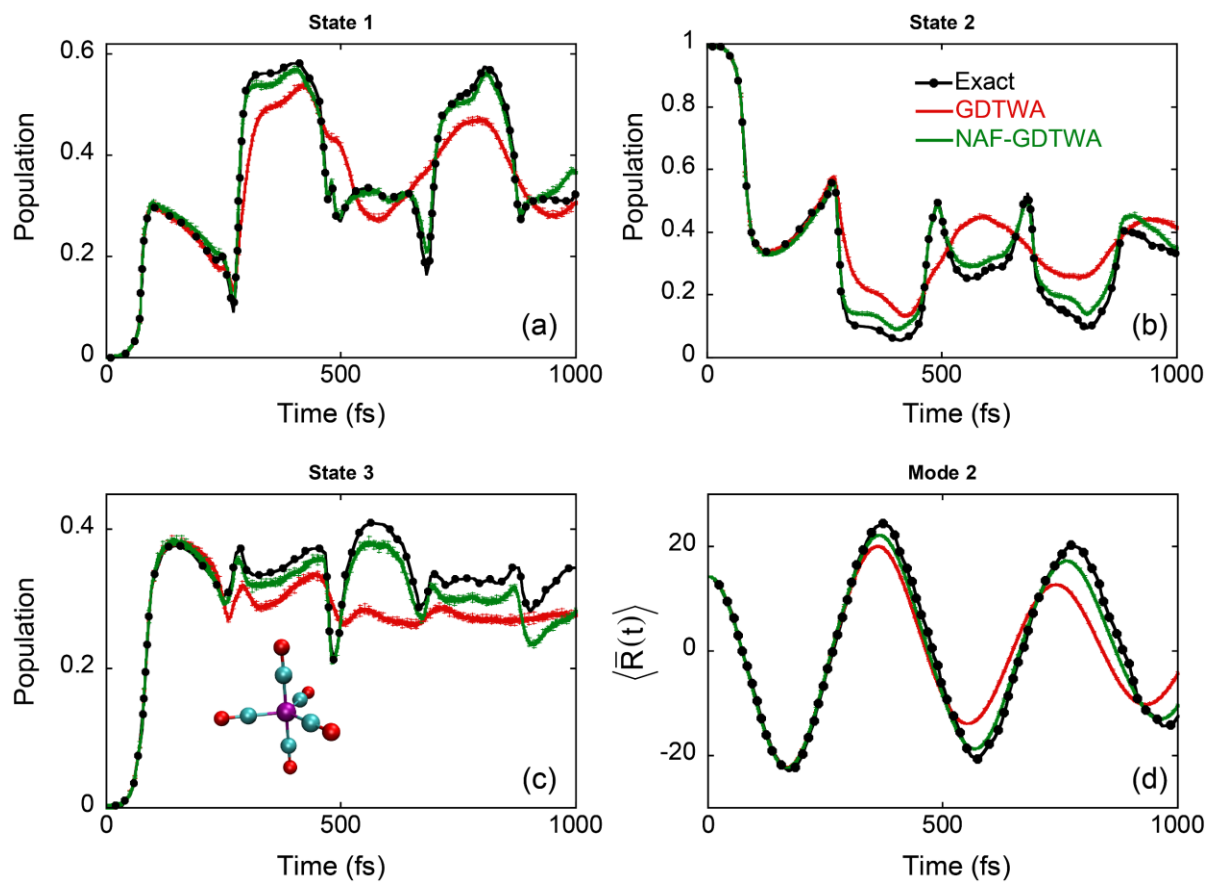 State 1
0.6
0.4
0.2
0
Population
0
500
1000
Time (fs)
(a)
State 2
1
0.8
0.6
0.4
0.2
0
Population
Exact
GDTWA
NAF-GDTWA
0
500
1000
Time (fs)
(b)
State 3
0.4
0.2
0
Population
0
500
1000
Time (fs)
(c)
Mode 2
20
0
-20
⟨R̄(t)⟩
0
500
1000
Time (fs)
(d)